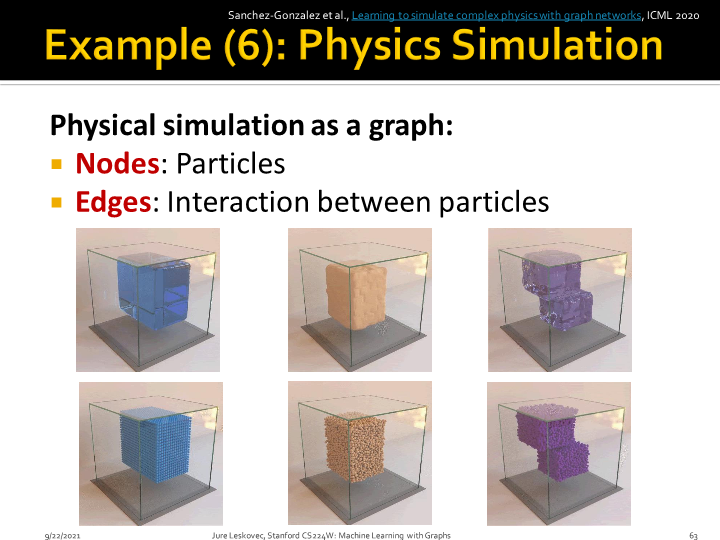 Sanchez-Gonzalez et al., Learning to simulate complex physics with graph networks, ICML 2020
Example (6): Physics Simulation
Physical simulation as a graph:
Nodes: Particles
Edges: Interaction between particles
9/22/2021
Jure Leskovec, Stanford CS224W: Machine Learning with Graphs
63